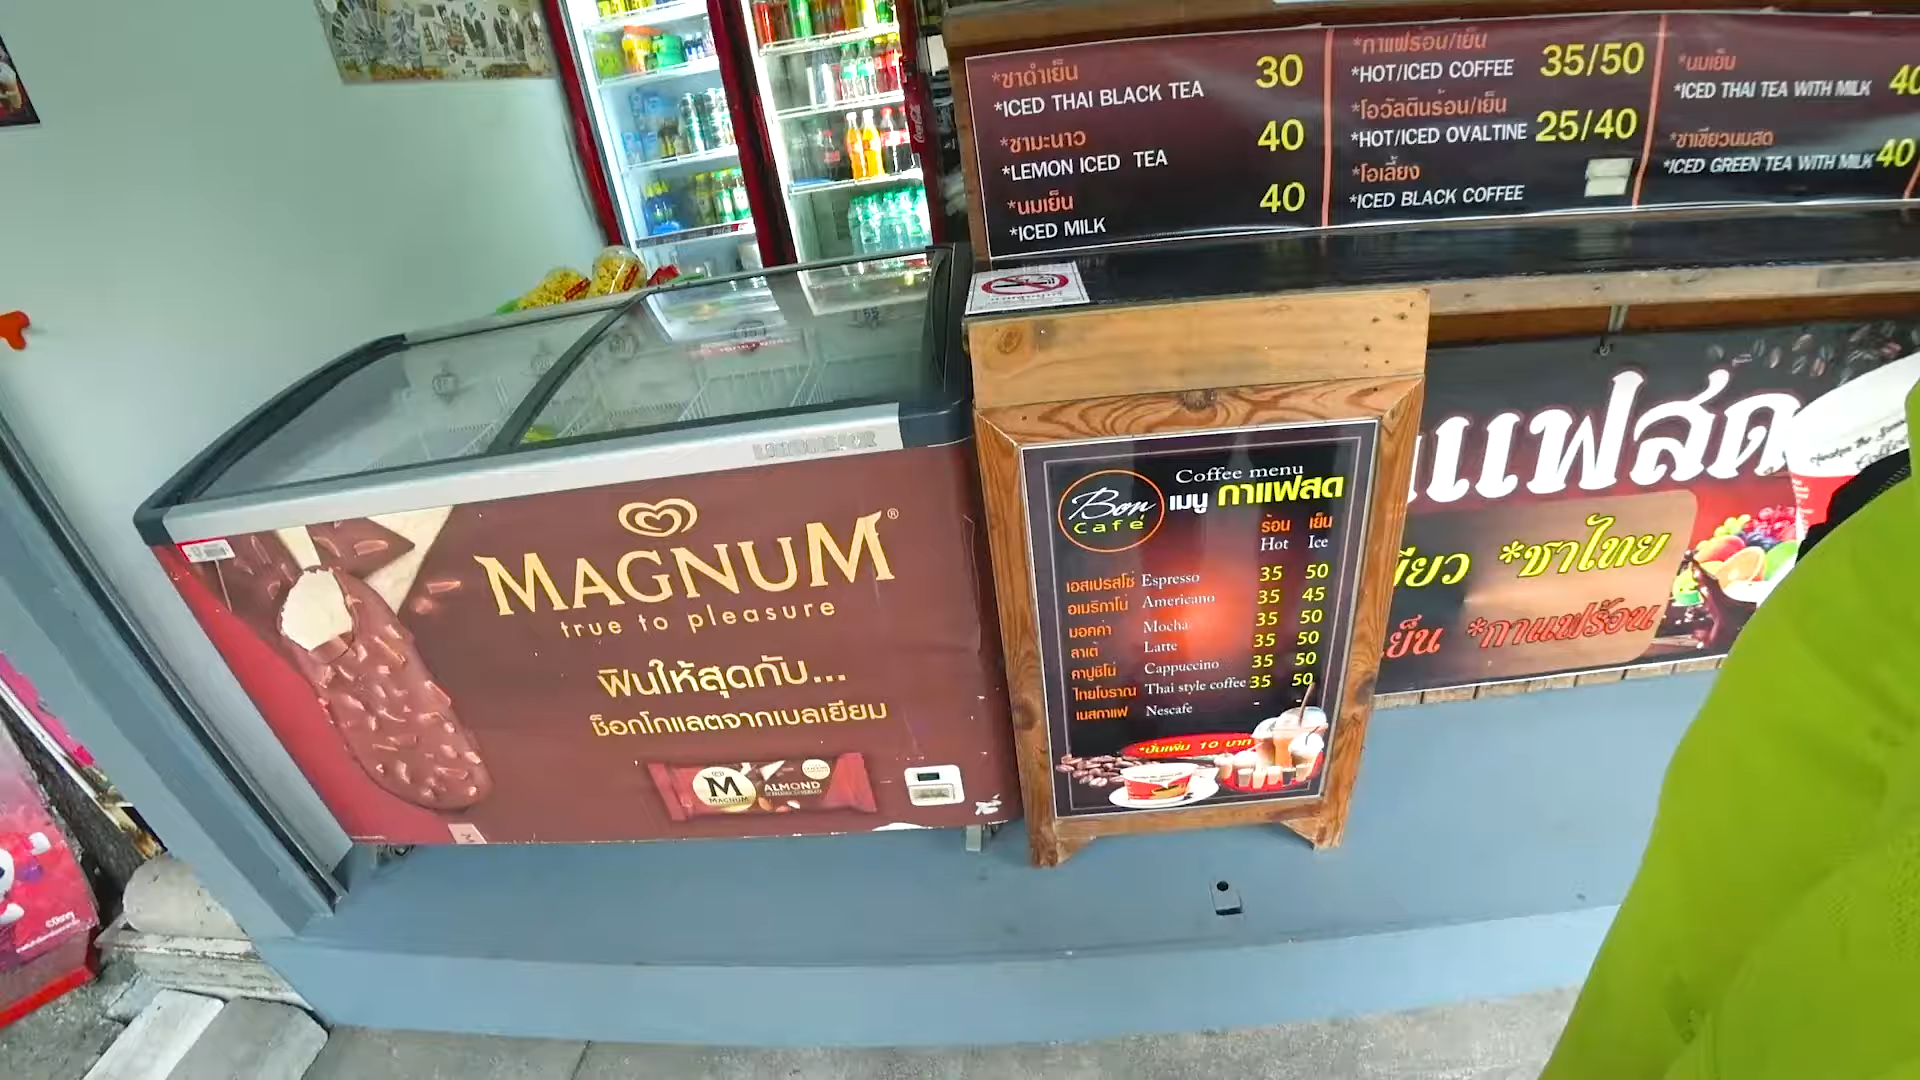 *ชาดำเย็น
*ICED THAI BLACK TEA 30
*ชามะนาว
*LEMON ICED TEA 40
*นมเย็น
*ICED MILK 40
*กาแฟร้อน/เย็น
*HOT/ICED COFFEE 35/50
*โอวัลตินร้อน/เย็น
*HOT/ICED OVALTINE 25/40
*โอเลี้ยง
*ICED BLACK COFFEE
*นมเย็น
*ICED THAI TEA WITH MILK 40
*ชาเขียวนมสด
*ICED GREEN TEA WITH MILK 40
MAGNUM®
true to pleasure
ฟินให้สุดกับ...
ช็อกโกแลตจากเบลเยียม
M
MAGNUM
ALMOND
Bon
Café
Coffee menu
เมนู กาแฟสด
ร้อน เย็น
Hot Ice
เอสเปรสโซ่ Espresso 35 50
อเมริกาโน่ Americano 35 45
มอคค่า Mocha 35 50
ลาเต้ Latte 35 50
คาปูชิโน่ Cappuccino 35 50
ไทยโบราณ Thai style coffee 35 50
เนสกาแฟ Nescafe - -
*ปั่นเพิ่ม 10 บาท
แฟสด
ียว *ชาไทย
เย็น *กาแฟร้อน